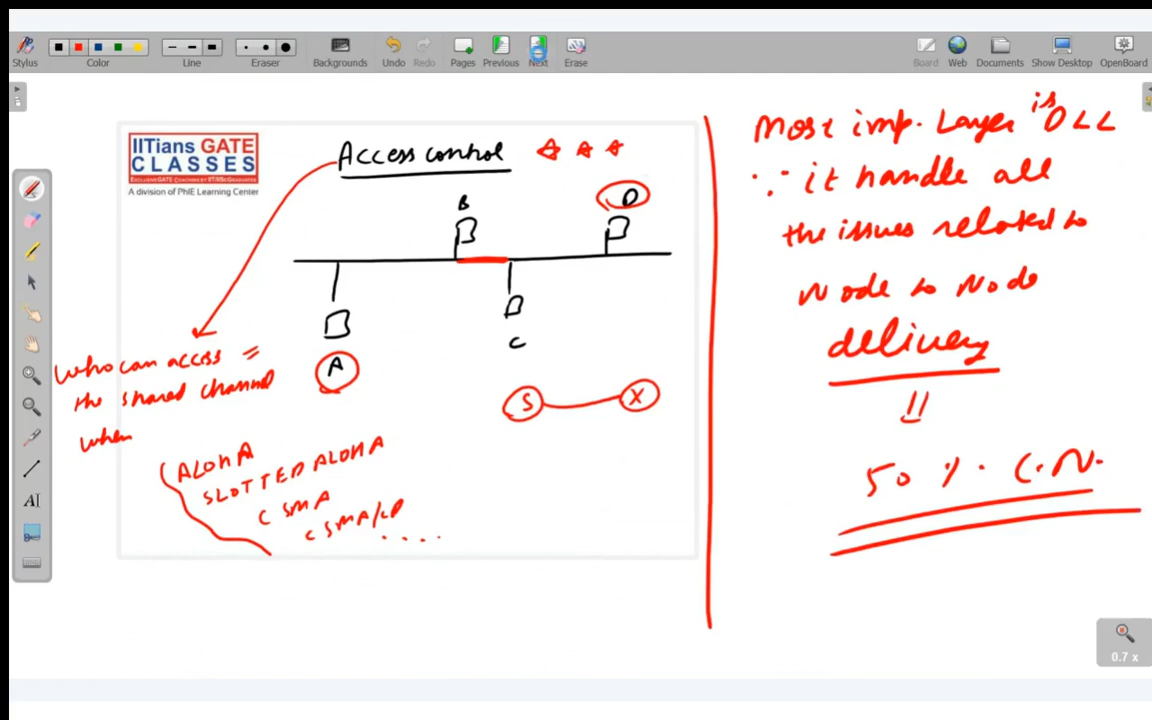 Stylus
Color
Line
Eraser
Backgrounds
Undo
Redo
Pages
Previous
Next
Erase
Board
Web
Documents
Show Desktop
OpenBoard
IITians GATE
CLASSES
A division of PhIE Learning Center
Access control
B
D
A
C
S
X
who can access =
the shared channel
when
ALOHA
SLOTTED ALOHA
CSMA
CSMA/CD
....
Most imp. Layer is DLL
∵ it handle all
the issues related to
Node to Node
delivery
50 %. C.N.
0.7 x